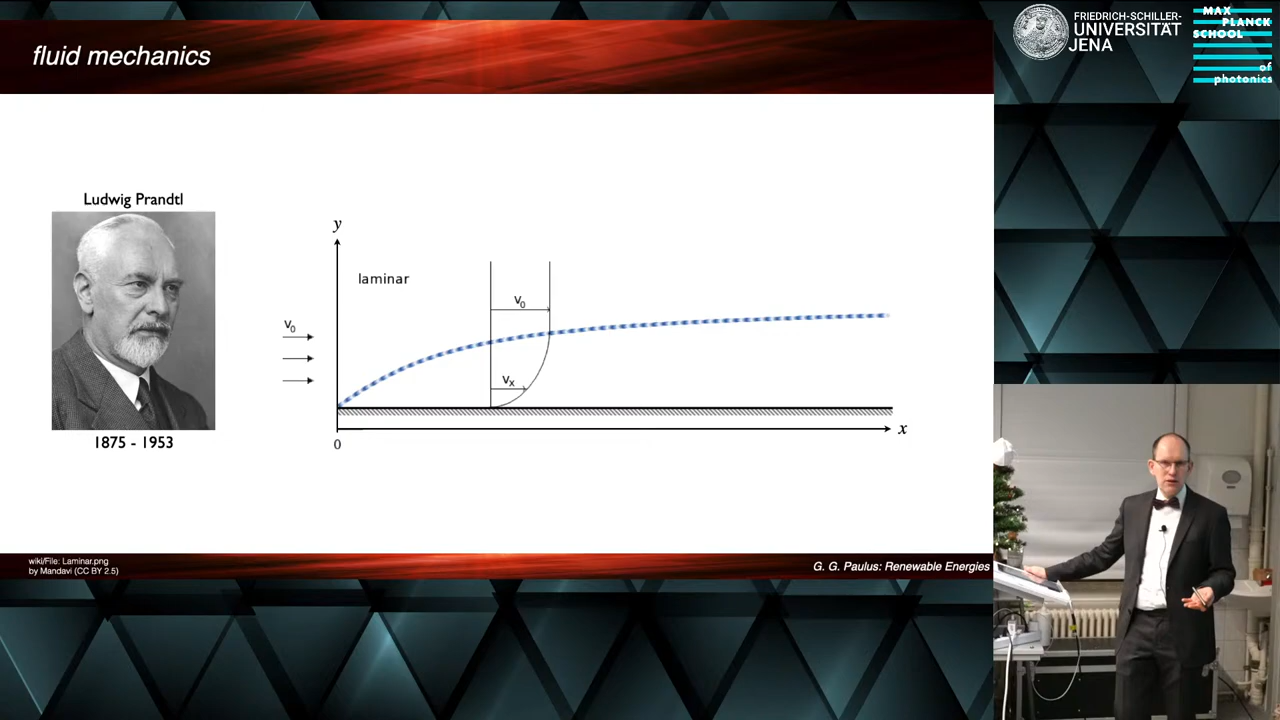 fluid mechanics
FRIEDRICH-SCHILLER-
UNIVERSITÄT
JENA
MAX
PLANCK
SCHOOL
of
photonics
Ludwig Prandtl
1875 - 1953
y
laminar
v0
v0
vx
0
x
wiki/File: Laminar.png
by Mandavi (CC BY 2.5)
G. G. Paulus: Renewable Energies